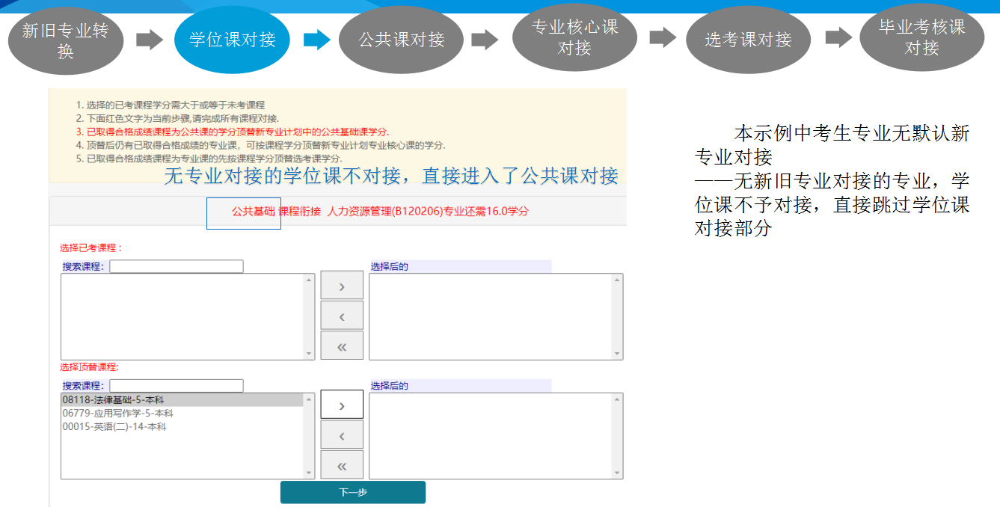 新旧专业转
换
学位课对接
公共课对接
专业核心课
对接
选考课对接
毕业考核课
对接
1. 选择的已考课程学分需大于或等于未考课程
2. 下面红色文字为当前步骤,请完成所有课程对接.
3. 已取得合格成绩课程为公共课的学分顶替新专业计划中的公共基础课学分.
4. 顶替后仍有已取得合格成绩的专业课，可按课程学分顶替新专业计划专业核心课的学分.
5. 已取得合格成绩课程为专业课的先按课程学分顶替选考课学分.
无专业对接的学位课不对接，直接进入了公共课对接
公共基础 课程衔接 人力资源管理(B120206)专业还需16.0学分
选择已考课程：
搜索课程：
选择后的
›
‹
«
选择顶替课程:
搜索课程：
选择后的
08118-法律基础-5-本科
06779-应用写作学-5-本科
00015-英语(二)-14-本科
›
‹
«
下一步
本示例中考生专业无默认新
专业对接
——无新旧专业对接的专业，学
位课不予对接，直接跳过学位课
对接部分